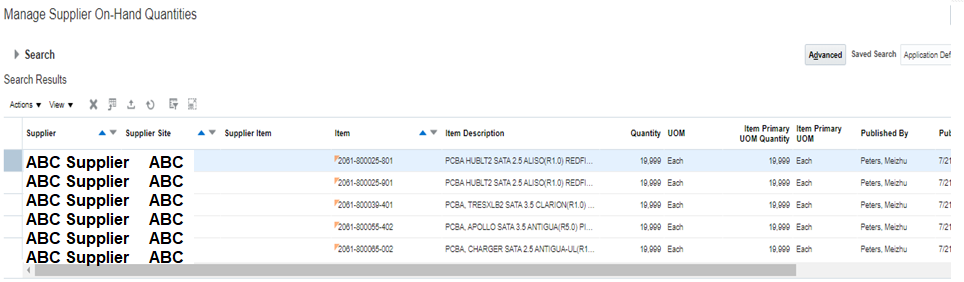 Manage Supplier On-Hand Quantities
Search
Advanced Saved Search Application Def
Search Results
Actions View
Supplier Supplier Site Supplier Item Item Item Description Quantity UOM Item Primary UOM Quantity Item Primary UOM Published By Pub
ABC Supplier ABC 2061-800025-801 PCBA HUBLT2 SATA 2.5 ALISO(R1.0) REDFI... 19,999 Each 19,999 Each Peters, Meizhu 7/21
ABC Supplier ABC 2061-800025-901 PCBA HUBLT2 SATA 2.5 ALISO(R1.0) REDFI... 19,999 Each 19,999 Each Peters, Meizhu 7/21
ABC Supplier ABC 2061-800039-401 PCBA, TRESXLB2 SATA 3.5 CLARION(R1.0) ... 19,999 Each 19,999 Each Peters, Meizhu 7/21
ABC Supplier ABC 2061-800055-402 PCBA, APOLLO SATA 3.5 ANTIGUA(R5.0) PI... 19,999 Each 19,999 Each Peters, Meizhu 7/21
ABC Supplier ABC 2061-800065-002 PCBA, CHARGER SATA 2.5 ANTIGUA-UL(R1... 19,999 Each 19,999 Each Peters, Meizhu 7/21
ABC Supplier ABC